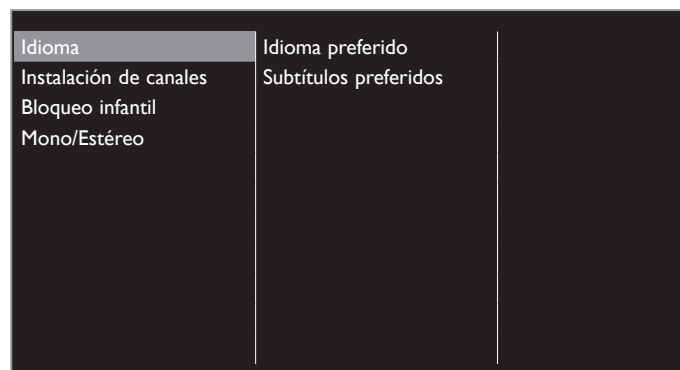 Idioma
Instalación de canales
Bloqueo infantil
Mono/Estéreo
Idioma preferido
Subtítulos preferidos